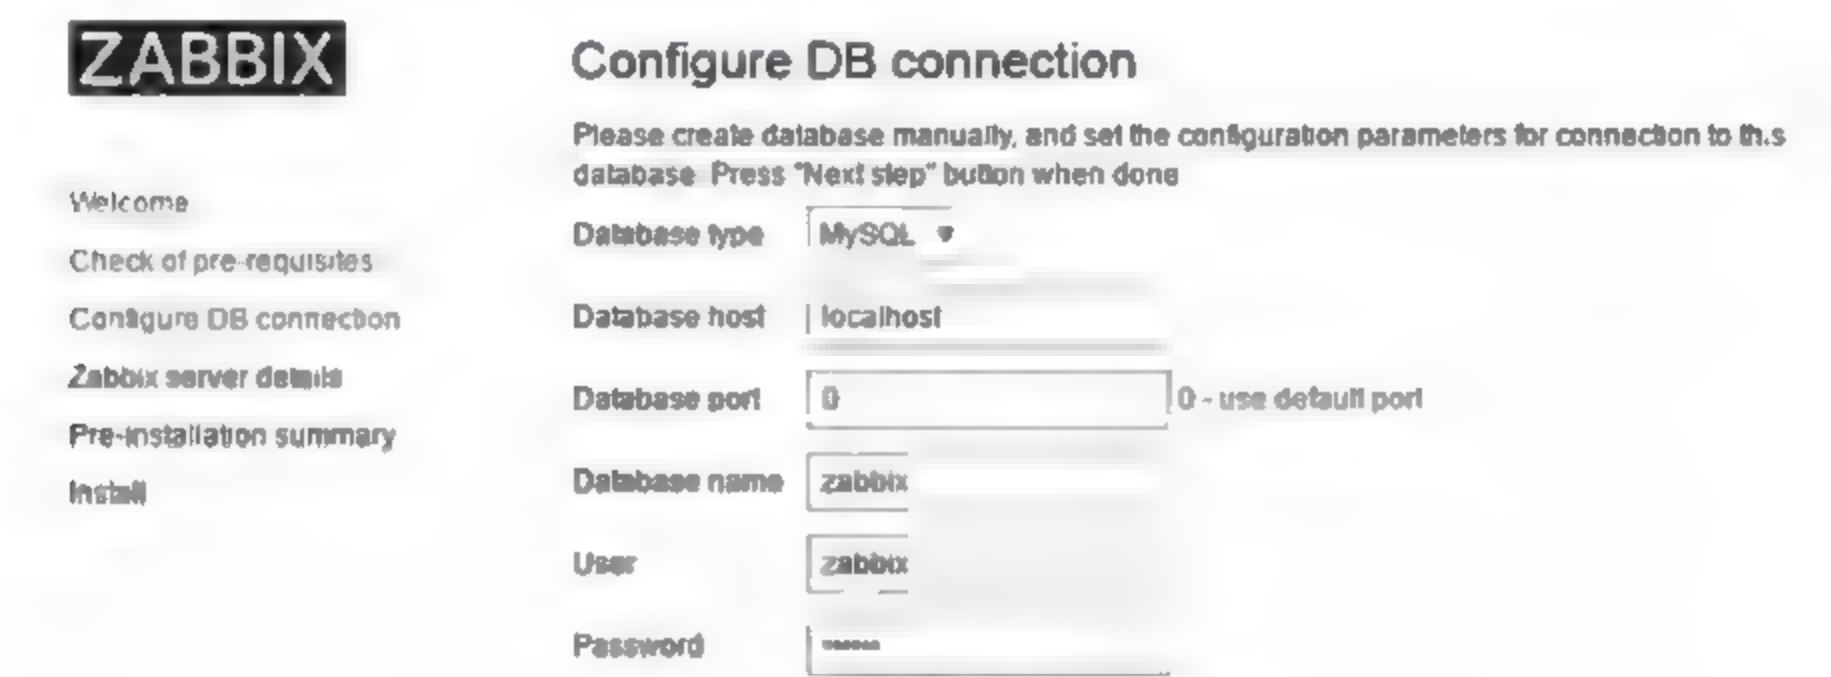 ZABBIX
Configure DB connection
Please create database manually, and set the configuration parameters for connection to this
database. Press "Next step" button when done
Welcome
Check of pre-requisites
Configure DB connection
Zabbix server details
Pre-installation summary
Install
Database type MySQL
Database host localhost
Database port 0 0 - use default port
Database name zabbix
User zabbix
Password ••••••